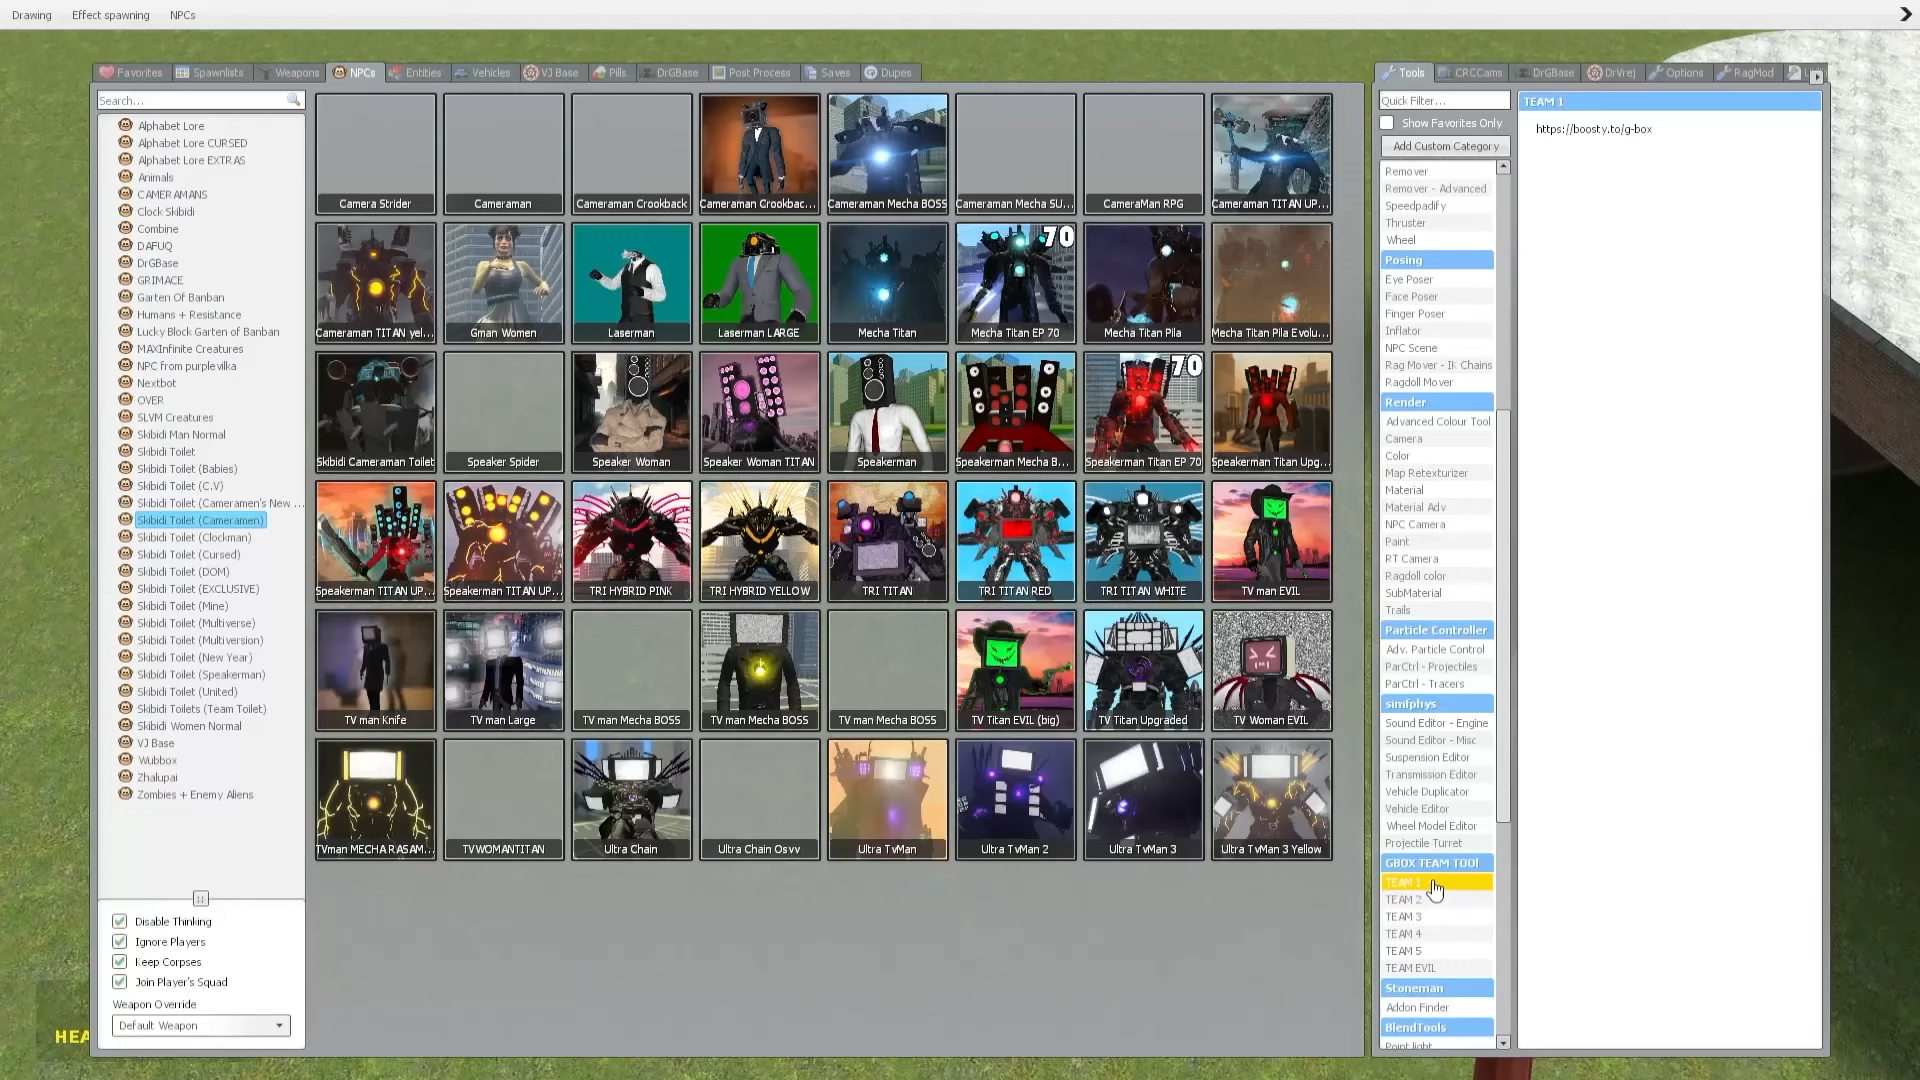 Drawing Effect spawning NPCs
Favorites Spawnlists Weapons NPCs Entities Vehicles VJ Base Pills DrGBase Post Process Saves Dupes
Search...
Alphabet Lore
Alphabet Lore CURSED
Alphabet Lore EXTRAS
Animals
CAMERAMANS
Clock Skibidi
Combine
DAFUQ
DrGBase
GRIMACE
Garten Of Banban
Humans + Resistance
Lucky Block Garten of Banban
MAXInfinite Creatures
NPC from purplevilka
Nextbot
OVER
SLVM Creatures
Skibidi Man Normal
Skibidi Toilet
Skibidi Toilet (Babies)
Skibidi Toilet (C.V)
Skibidi Toilet (Cameramen's New ...
Skibidi Toilet (Cameramen)
Skibidi Toilet (Clockman)
Skibidi Toilet (Cursed)
Skibidi Toilet (DOM)
Skibidi Toilet (EXCLUSIVE)
Skibidi Toilet (Mine)
Skibidi Toilet (Multiverse)
Skibidi Toilet (Multiversion)
Skibidi Toilet (New Year)
Skibidi Toilet (Speakerman)
Skibidi Toilet (United)
Skibidi Toilets (Team Toilet)
Skibidi Women Normal
VJ Base
Wubbox
Zhalupai
Zombies + Enemy Aliens
Disable Thinking
Ignore Players
Keep Corpses
Join Player's Squad
Weapon Override
Default Weapon
HEA
Camera Strider Cameraman Cameraman Crookback Cameraman Crookbac... Cameraman Mecha BOSS Cameraman Mecha SU... CameraMan RPG Cameraman TITAN UP...
70
Cameraman TITAN yel... Gman Women Laserman Laserman LARGE Mecha Titan Mecha Titan EP 70 Mecha Titan Pila Mecha Titan Pila Evolu...
70
Skibidi Cameraman Toilet Speaker Spider Speaker Woman Speaker Woman TITAN Speakerman Speakerman Mecha B... Speakerman Titan EP 70 Speakerman Titan Upg...
Speakerman TITAN UP... Speakerman TITAN UP... TRI HYBRID PINK TRI HYBRID YELLOW TRI TITAN TRI TITAN RED TRI TITAN WHITE TV man EVIL
TV man Knife TV man Large TV man Mecha BOSS TV man Mecha BOSS TV man Mecha BOSS TV Titan EVIL (big) TV Titan Upgraded TV Woman EVIL
TVman MECHA RASAM... TVWOMANTITAN Ultra Chain Ultra Chain Osvv Ultra TvMan Ultra TvMan 2 Ultra TvMan 3 Ultra TvMan 3 Yellow
Tools CRCCams DrGBase DrVrej Options RagMod
Quick Filter...
Show Favorites Only
Add Custom Category
Remover
Remover - Advanced
Speedpadify
Thruster
Wheel
Posing
Eye Poser
Face Poser
Finger Poser
Inflator
NPC Scene
Rag Mover - IK Chains
Ragdoll Mover
Render
Advanced Colour Tool
Camera
Color
Map Retexturizer
Material
Material Adv
NPC Camera
Paint
RT Camera
Ragdoll color
SubMaterial
Trails
Particle Controller
Adv. Particle Control
ParCtrl - Projectiles
ParCtrl - Tracers
simfphys
Sound Editor - Engine
Sound Editor - Misc
Suspension Editor
Transmission Editor
Vehicle Duplicator
Vehicle Editor
Wheel Model Editor
Projectile Turret
GBOX TEAM TOOl
TEAM 1
TEAM 2
TEAM 3
TEAM 4
TEAM 5
TEAM EVIL
Stoneman
Addon Finder
BlendTools
Point light
TEAM 1
https://boosty.to/g-box